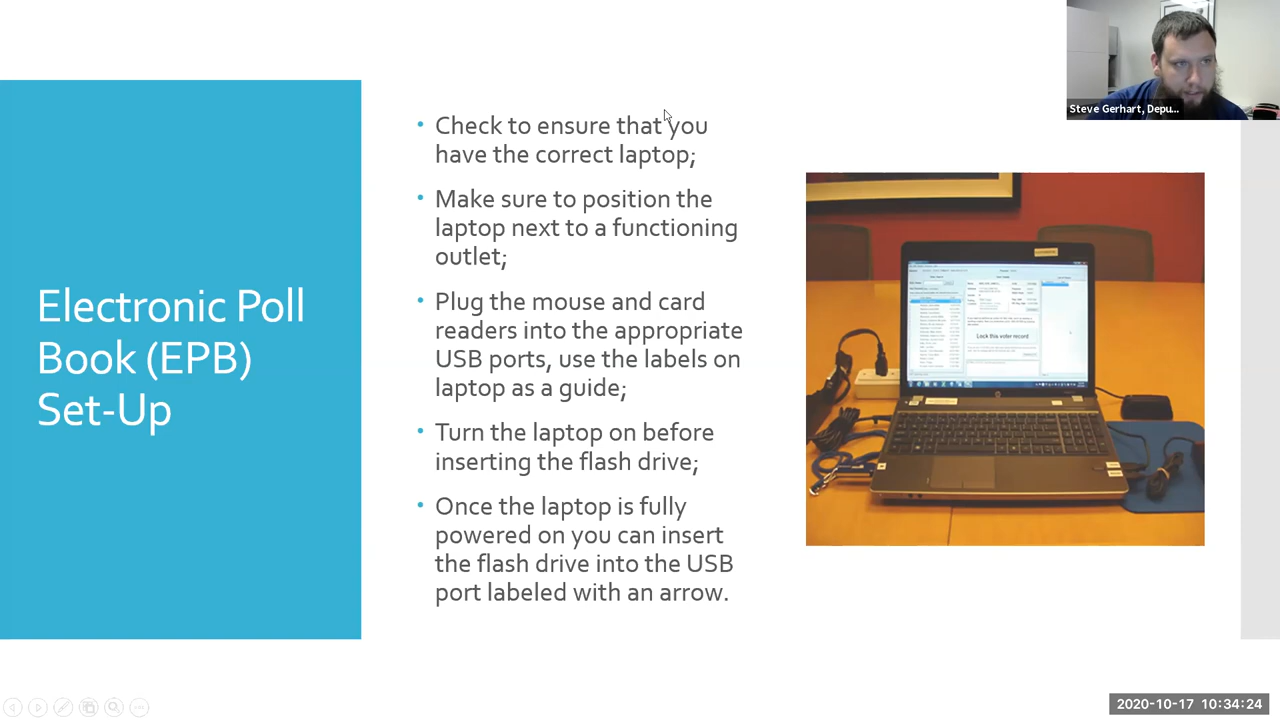 Steve Gerhart, Depu...
Check to ensure that you
have the correct laptop;
Make sure to position the
laptop next to a functioning
outlet;
Plug the mouse and card
readers into the appropriate
USB ports, use the labels on
laptop as a guide;
Turn the laptop on before
inserting the flash drive;
Once the laptop is fully
powered on you can insert
the flash drive into the USB
port labeled with an arrow.
Electronic Poll
Book (EPB)
Set-Up
Lock this voter record
2020-10-17 10:34:24